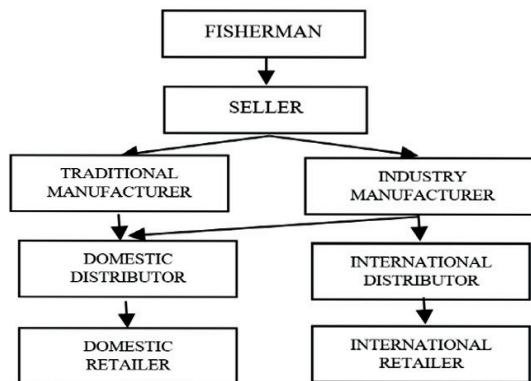 FISHERMAN
SELLER
TRADITIONAL
MANUFACTURER
INDUSTRY
MANUFACTURER
DOMESTIC
DISTRIBUTOR
INTERNATIONAL
DISTRIBUTOR
DOMESTIC
RETAILER
INTERNATIONAL
RETAILER